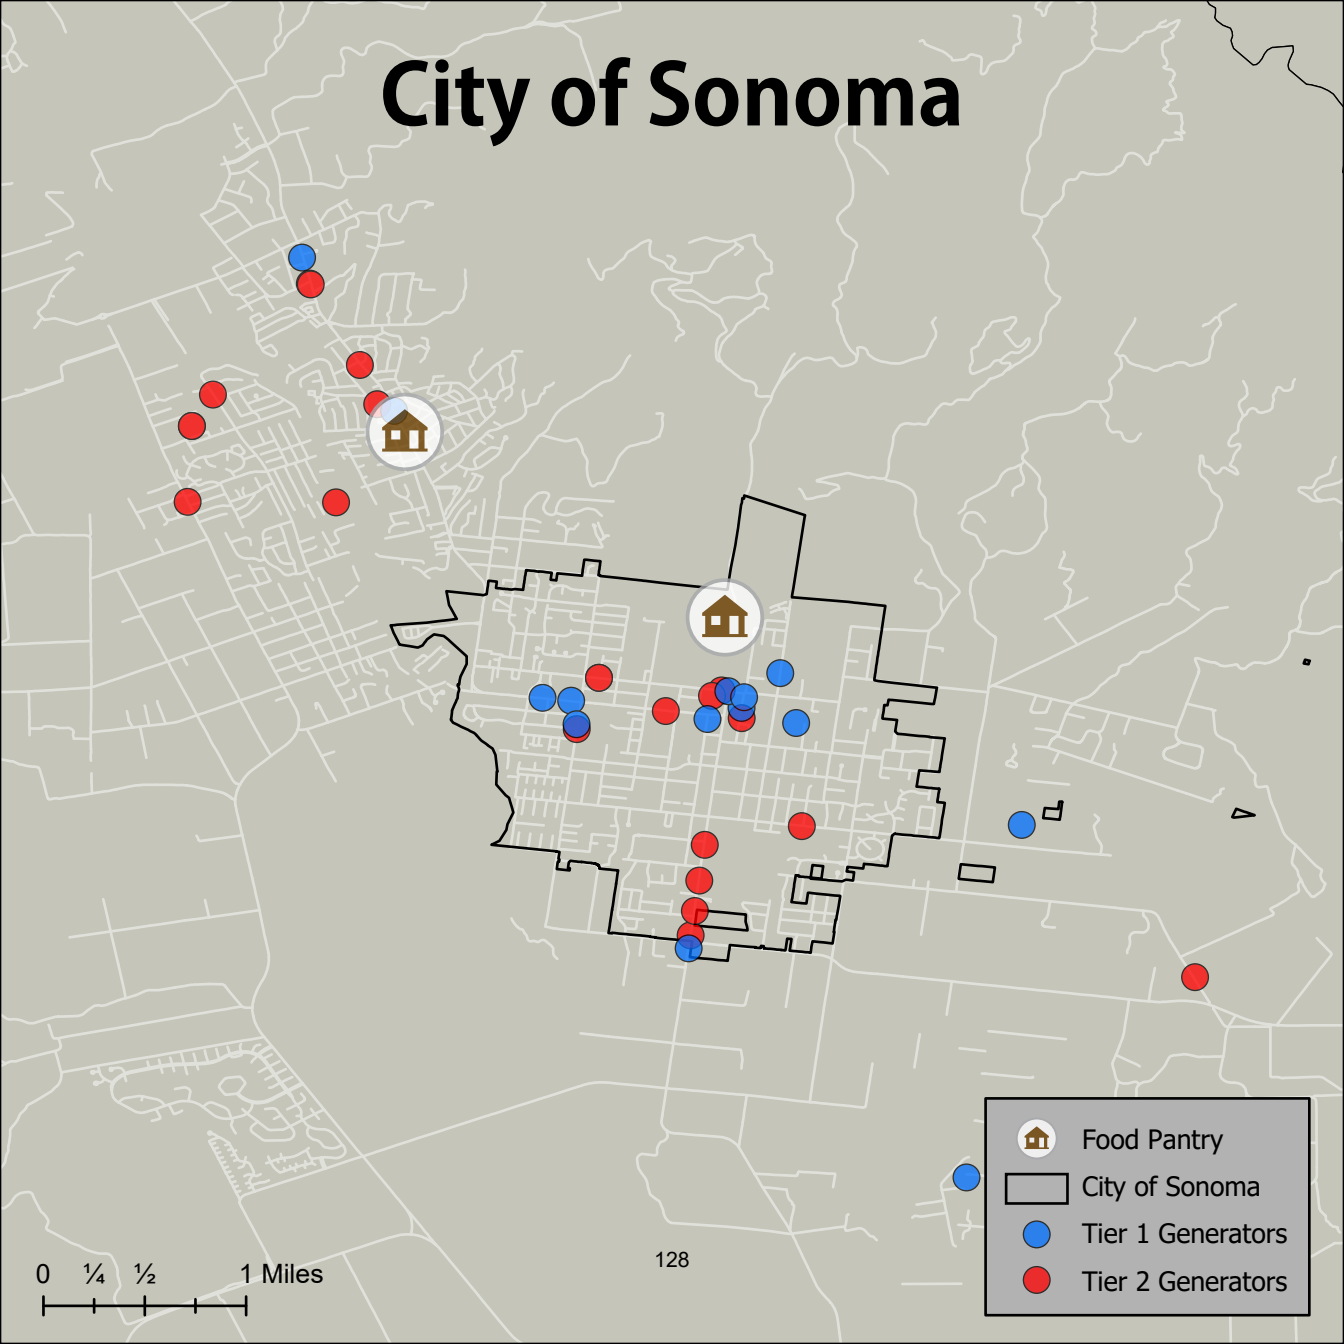 City of Sonoma
Food Pantry
City of Sonoma
Tier 1 Generators
Tier 2 Generators
0 ¼ ½ 1 Miles
128